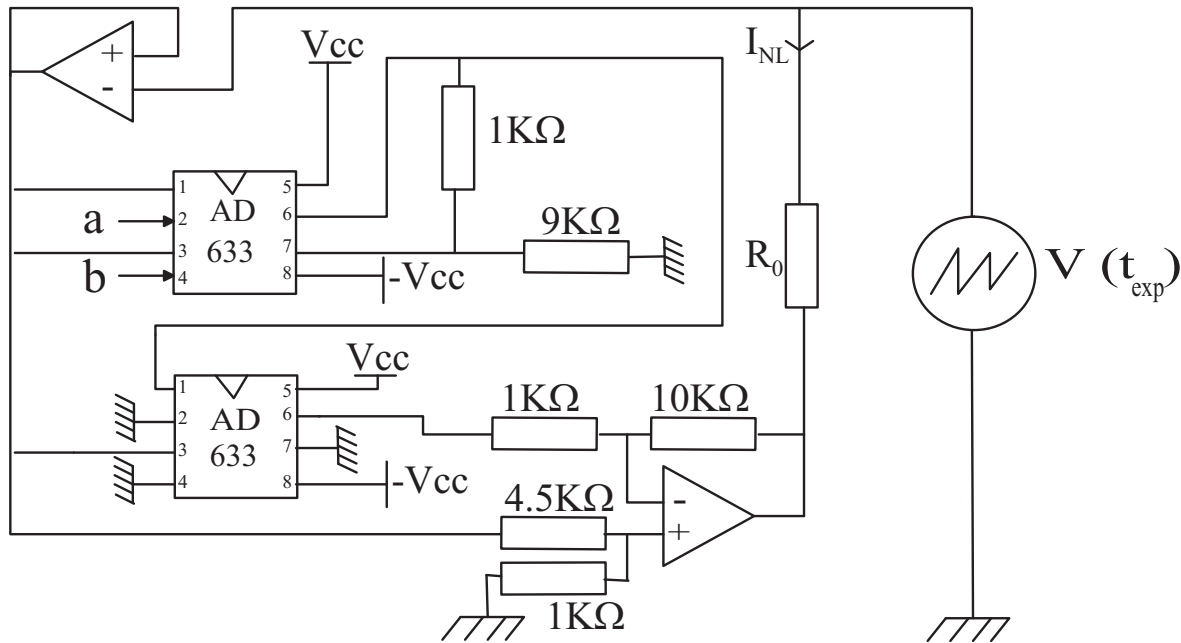 +
-
I_NL
Vcc
1KΩ
1 AD 5
a 2 6
9KΩ
3 633 7
b 4 8
-Vcc
R_0
V (t_exp)
Vcc
1 AD 5
1KΩ 10KΩ
2 6
3 633 7
4 8
-Vcc
4.5KΩ
-
+
1KΩ